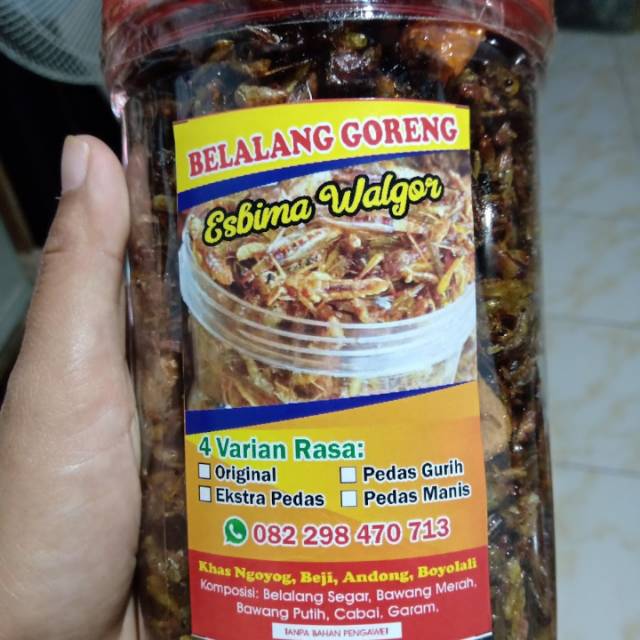 BELALANG GORENG
Esbima Walgor
4 Varian Rasa:
Original
Pedas Gurih
Ekstra Pedas
Pedas Manis
082 298 470 713
Khas Ngoyog, Beji, Andong, Boyolali
Komposisi: Belalang Segar, Bawang Merah,
Bawang Putih, Cabai, Garam,
TANPA BAHAN PENGAWET